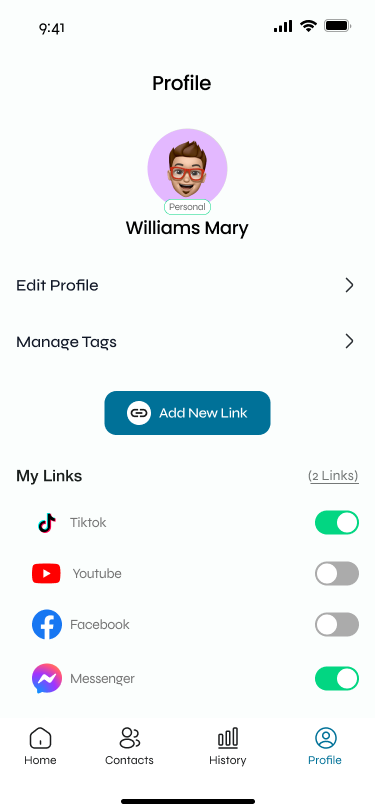 9:41
Profile
Personal
Williams Mary
Edit Profile
Manage Tags
Add New Link
My Links (2 Links)
Tiktok
Youtube
Facebook
Messenger
Home Contacts History Profile